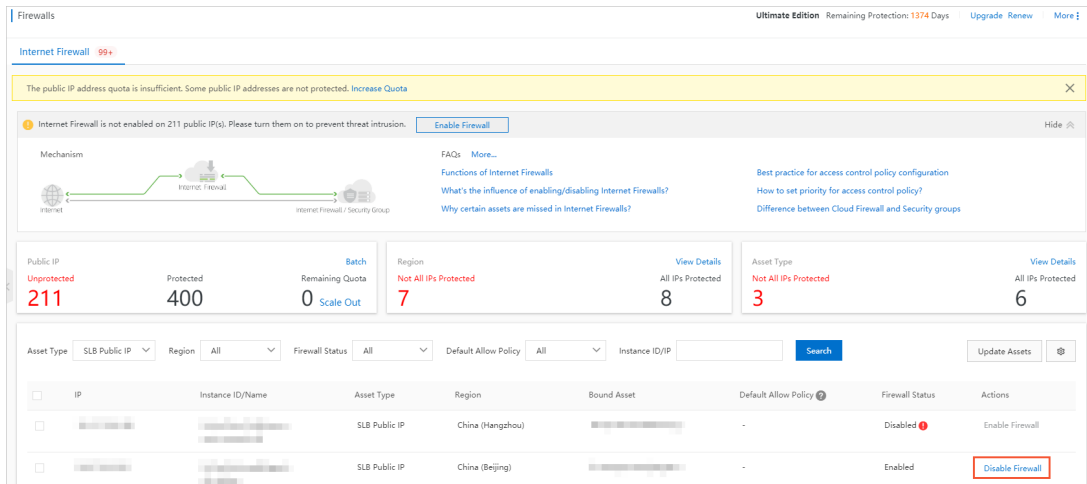 Firewalls
Ultimate Edition Remaining Protection: 1374 Days Upgrade Renew More
Internet Firewall 99+
The public IP address quota is insufficient. Some public IP addresses are not protected. Increase Quota
Internet Firewall is not enabled on 211 public IP(s). Please turn them on to prevent threat intrusion. Enable Firewall Hide
Mechanism
Internet Firewall
Internet
Internet Firewall / Security Group
FAQs More...
Functions of Internet Firewalls
What's the influence of enabling/disabling Internet Firewalls?
Why certain assets are missed in Internet Firewalls?
Best practice for access control policy configuration
How to set priority for access control policy?
Difference between Cloud Firewall and Security groups
Public IP Batch
Unprotected Protected Remaining Quota
211 400 0 Scale Out
Region View Details
Not All IPs Protected All IPs Protected
7 8
Asset Type View Details
Not All IPs Protected All IPs Protected
3 6
Asset Type SLB Public IP Region All Firewall Status All Default Allow Policy All Instance ID/IP Search Update Assets
IP Instance ID/Name Asset Type Region Bound Asset Default Allow Policy ? Firewall Status Actions
SLB Public IP China (Hangzhou) - Disabled ! Enable Firewall
SLB Public IP China (Beijing) - Enabled Disable Firewall